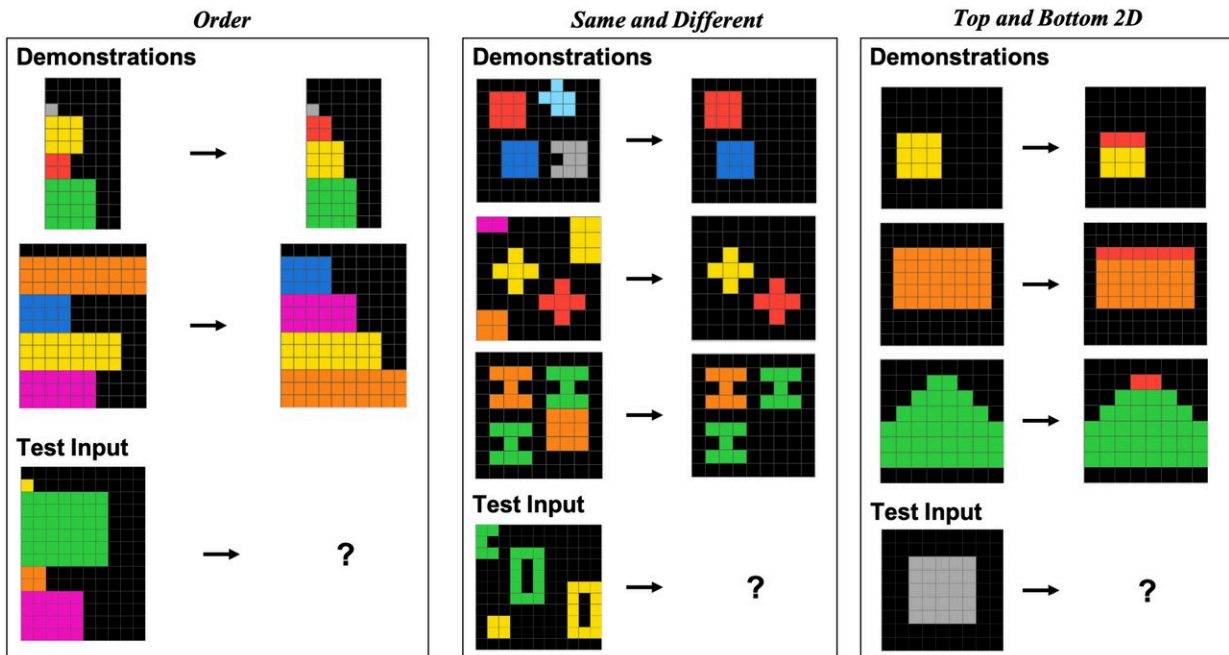 Order
Demonstrations
Test Input
?
Same and Different
Demonstrations
Test Input
?
Top and Bottom 2D
Demonstrations
Test Input
?